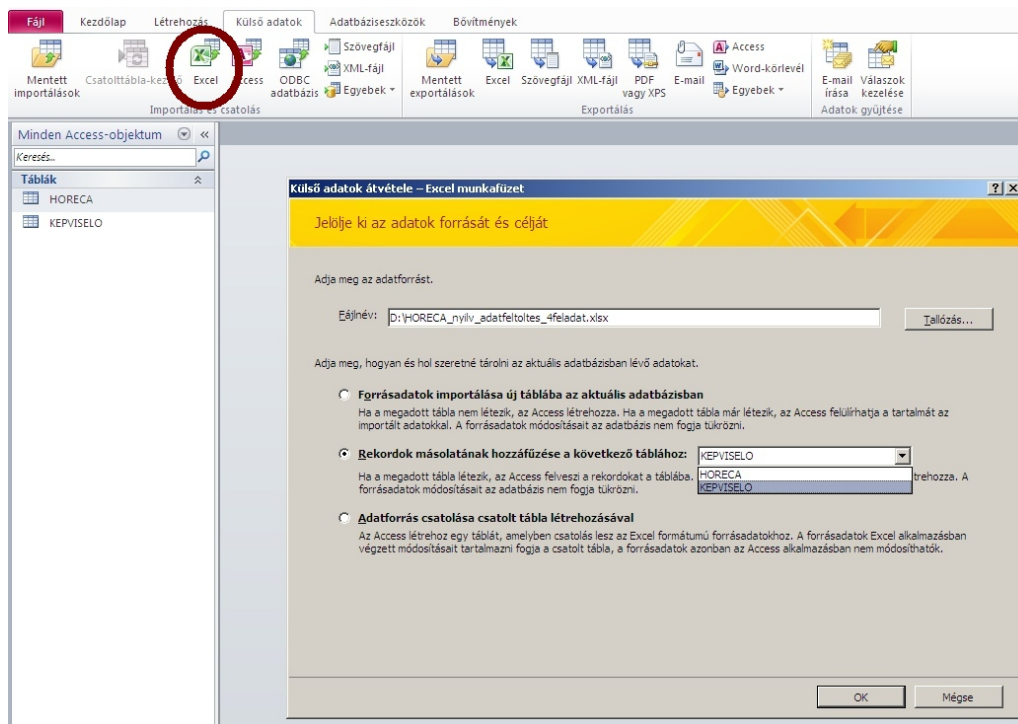 Fájl Kezdőlap Létrehozás Külső adatok Adatbáziseszközök Bővítmények
Mentett importálások
Csatolttábla-kezelő
Excel
Access
ODBC adatbázis
Szövegfájl
XML-fájl
Egyebek
Importálás és csatolás
Mentett exportálások
Excel
Szövegfájl
XML-fájl
PDF vagy XPS
E-mail
Access
Word-körlevél
Egyebek
Exportálás
E-mail írása
Válaszok kezelése
Adatok gyűjtése
Minden Access-objektum
Keresés...
Táblák
HORECA
KEPVISELO
Külső adatok átvétele – Excel munkafüzet
Jelölje ki az adatok forrását és célját
Adja meg az adatforrást.
Fájlnév: D:\HORECA_nyilv_adatfeltoltes_4feladat.xlsx Tallózás...
Adja meg, hogyan és hol szeretné tárolni az aktuális adatbázisban lévő adatokat.
Forrásadatok importálása új táblába az aktuális adatbázisban
Ha a megadott tábla nem létezik, az Access létrehozza. Ha a megadott tábla már létezik, az Access felülírhatja a tartalmát az
importált adatokkal. A forrásadatok módosításait az adatbázis nem fogja tükrözni.
Rekordok másolatának hozzáfűzése a következő táblához: KEPVISELO
HORECA
KEPVISELO
Ha a megadott tábla létezik, az Access felveszi a rekordokat a táblába. trehozza. A
forrásadatok módosításait az adatbázis nem fogja tükrözni.
Adatforrás csatolása csatolt tábla létrehozásával
Az Access létrehoz egy táblát, amelyben csatolás lesz az Excel formátumú forrásadatokhoz. A forrásadatok Excel alkalmazásban
végzett módosításait tartalmazni fogja a csatolt tábla, a forrásadatok azonban az Access alkalmazásban nem módosíthatók.
OK Mégse